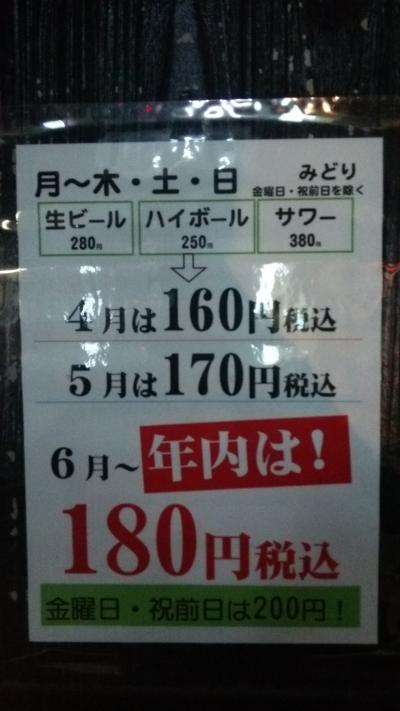 みどり
月～木・土・日 金曜日・祝前日を除く
生ビール ハイボール サワー
280円 250円 380円
4月は160円税込
5月は170円税込
6月～年内は！
180円税込
金曜日・祝前日は200円！